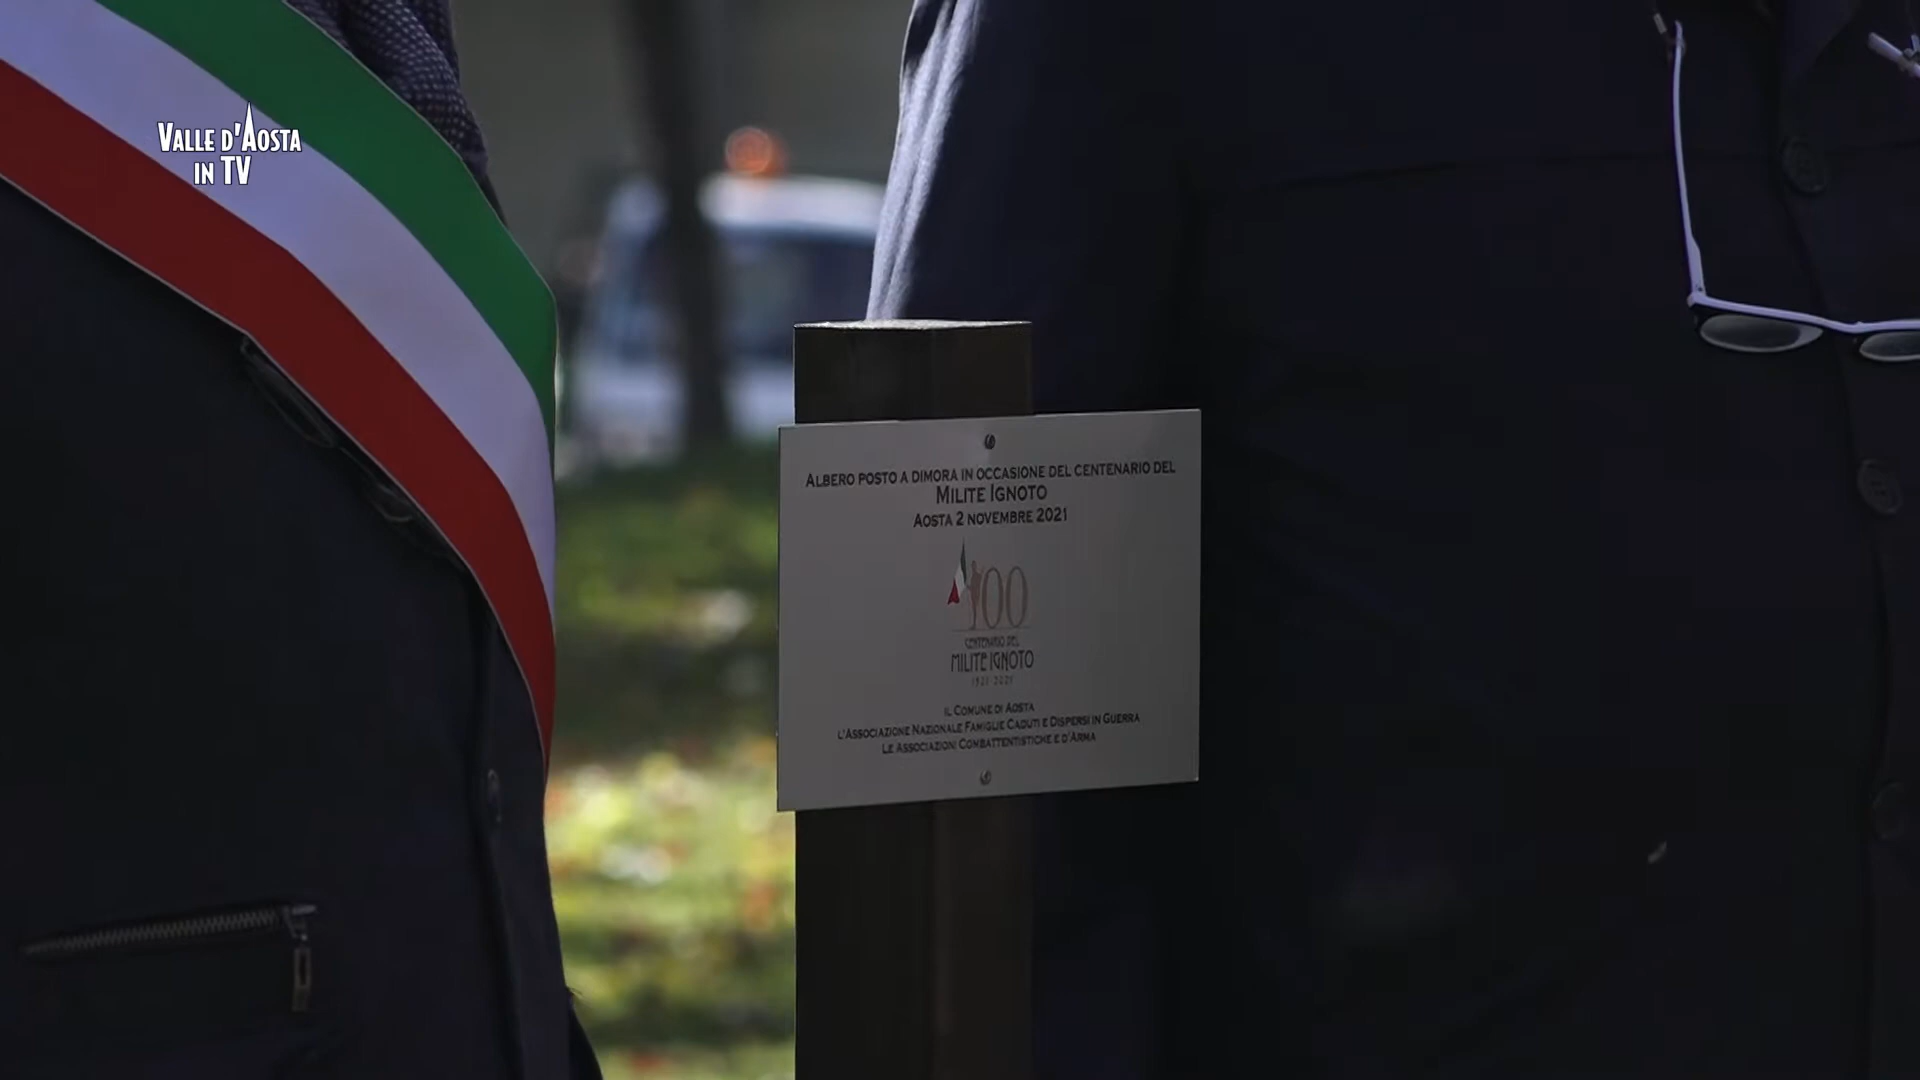 VALLE D'AOSTA
IN TV
ALBERO POSTO A DIMORA IN OCCASIONE DEL CENTENARIO DEL
MILITE IGNOTO
AOSTA 2 NOVEMBRE 2021
100
CENTENARIO DEL
MILITE IGNOTO
1921-2021
IL COMUNE DI AOSTA
L'ASSOCIAZIONE NAZIONALE FAMIGLIE CADUTI E DISPERSI IN GUERRA
LE ASSOCIAZIONI COMBATTENTISTICHE E D'ARMA